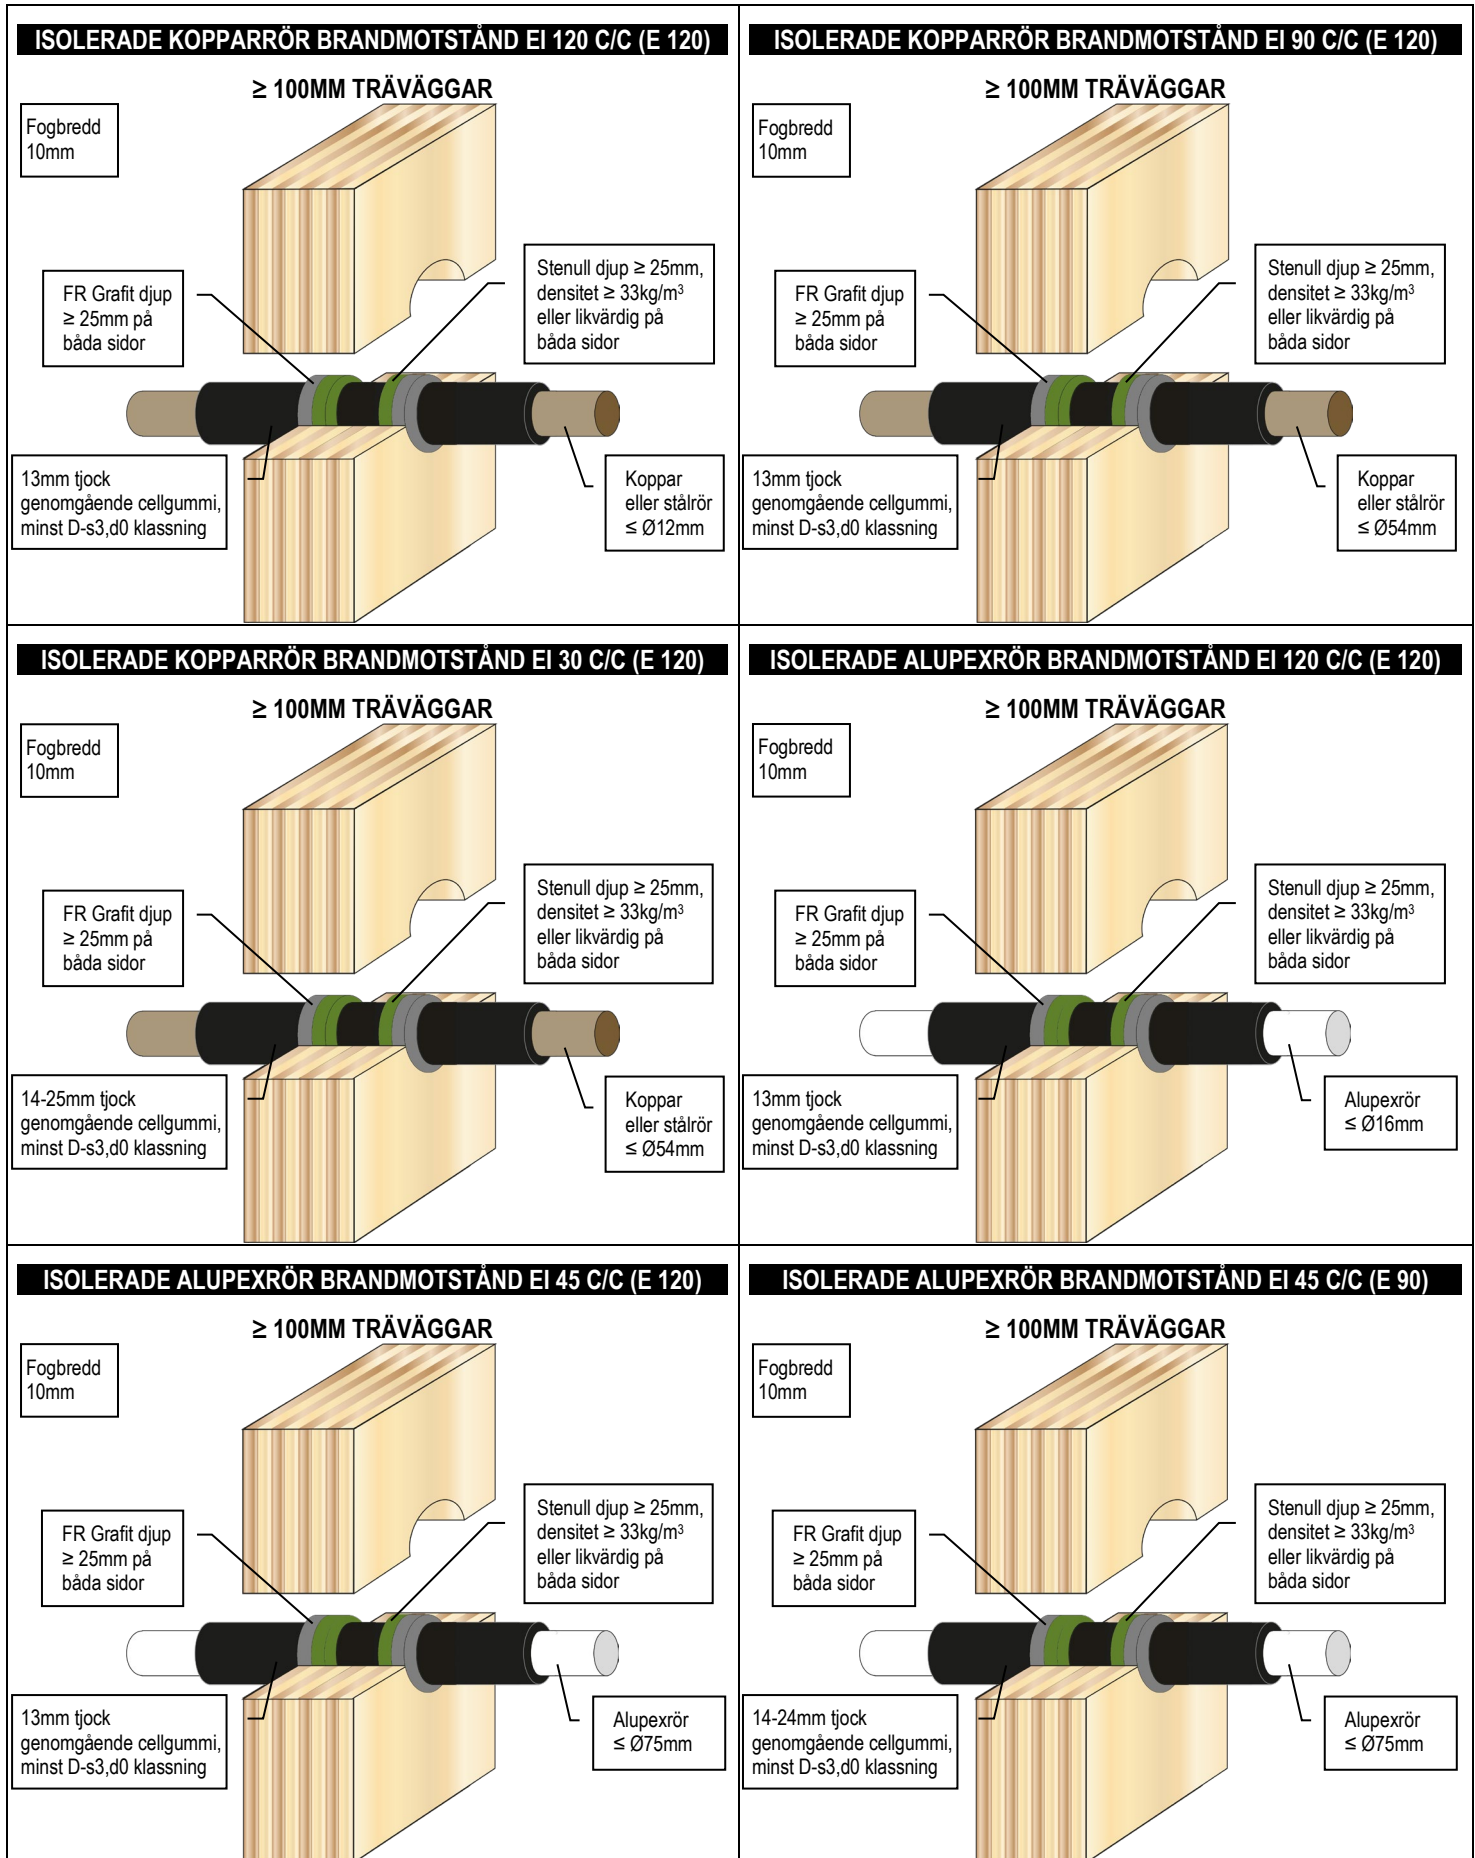 ISOLERADE KOPPARRÖR BRANDMOTSTÅND EI 120 C/C (E 120)
≥ 100MM TRÄVÄGGAR
Fogbredd
10mm
FR Grafit djup
≥ 25mm på
båda sidor
Stenull djup ≥ 25mm,
densitet ≥ 33kg/m³
eller likvärdig på
båda sidor
13mm tjock
genomgående cellgummi,
minst D-s3,d0 klassning
Koppar
eller stålrör
≤ Ø12mm
ISOLERADE KOPPARRÖR BRANDMOTSTÅND EI 90 C/C (E 120)
≥ 100MM TRÄVÄGGAR
Fogbredd
10mm
FR Grafit djup
≥ 25mm på
båda sidor
Stenull djup ≥ 25mm,
densitet ≥ 33kg/m³
eller likvärdig på
båda sidor
13mm tjock
genomgående cellgummi,
minst D-s3,d0 klassning
Koppar
eller stålrör
≤ Ø54mm
ISOLERADE KOPPARRÖR BRANDMOTSTÅND EI 30 C/C (E 120)
≥ 100MM TRÄVÄGGAR
Fogbredd
10mm
FR Grafit djup
≥ 25mm på
båda sidor
Stenull djup ≥ 25mm,
densitet ≥ 33kg/m³
eller likvärdig på
båda sidor
14-25mm tjock
genomgående cellgummi,
minst D-s3,d0 klassning
Koppar
eller stålrör
≤ Ø54mm
ISOLERADE ALUPEXRÖR BRANDMOTSTÅND EI 120 C/C (E 120)
≥ 100MM TRÄVÄGGAR
Fogbredd
10mm
FR Grafit djup
≥ 25mm på
båda sidor
Stenull djup ≥ 25mm,
densitet ≥ 33kg/m³
eller likvärdig på
båda sidor
13mm tjock
genomgående cellgummi,
minst D-s3,d0 klassning
Alupexrör
≤ Ø16mm
ISOLERADE ALUPEXRÖR BRANDMOTSTÅND EI 45 C/C (E 120)
≥ 100MM TRÄVÄGGAR
Fogbredd
10mm
FR Grafit djup
≥ 25mm på
båda sidor
Stenull djup ≥ 25mm,
densitet ≥ 33kg/m³
eller likvärdig på
båda sidor
13mm tjock
genomgående cellgummi,
minst D-s3,d0 klassning
Alupexrör
≤ Ø75mm
ISOLERADE ALUPEXRÖR BRANDMOTSTÅND EI 45 C/C (E 90)
≥ 100MM TRÄVÄGGAR
Fogbredd
10mm
FR Grafit djup
≥ 25mm på
båda sidor
Stenull djup ≥ 25mm,
densitet ≥ 33kg/m³
eller likvärdig på
båda sidor
14-24mm tjock
genomgående cellgummi,
minst D-s3,d0 klassning
Alupexrör
≤ Ø75mm